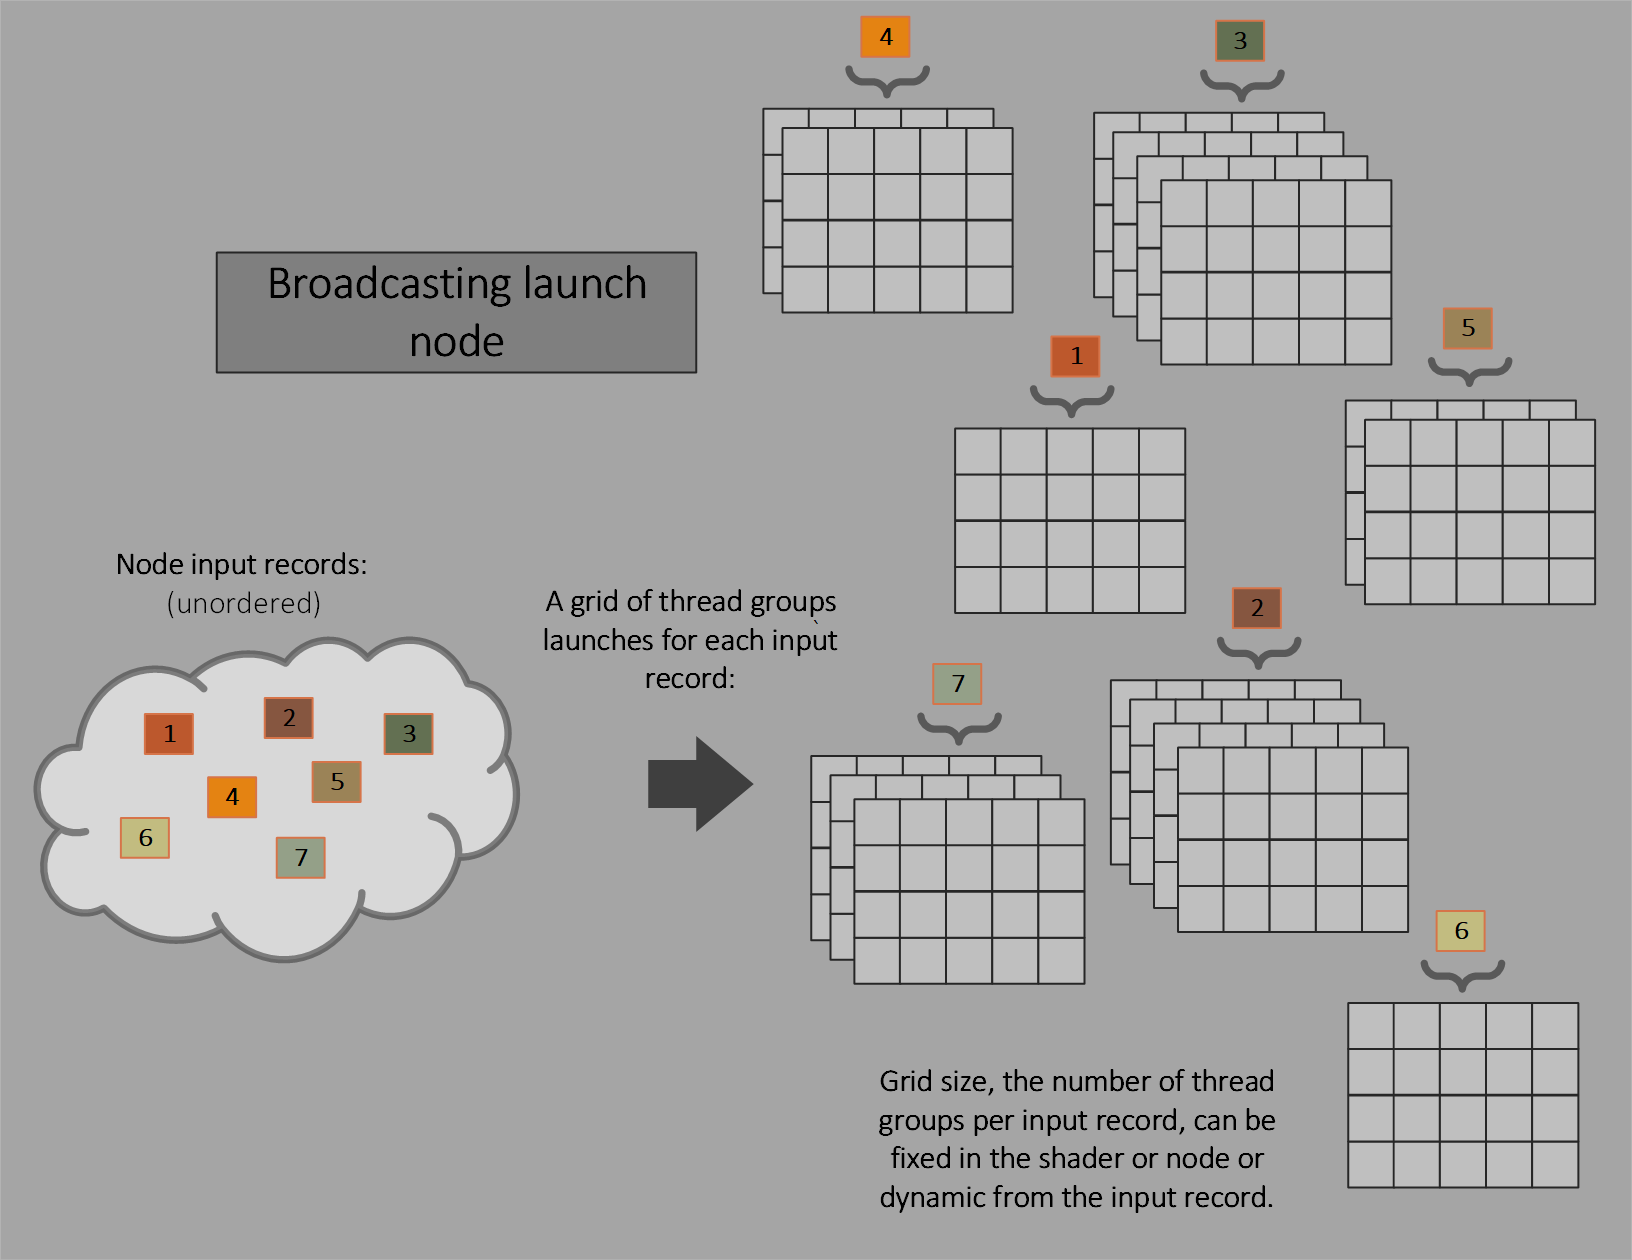 4
3
Broadcasting launch
node
5
1
Node input records:
(unordered)
A grid of thread groups
launches for each input
record:
2
7
1
2
3
4
5
6
7
6
Grid size, the number of thread
groups per input record, can be
fixed in the shader or node or
dynamic from the input record.